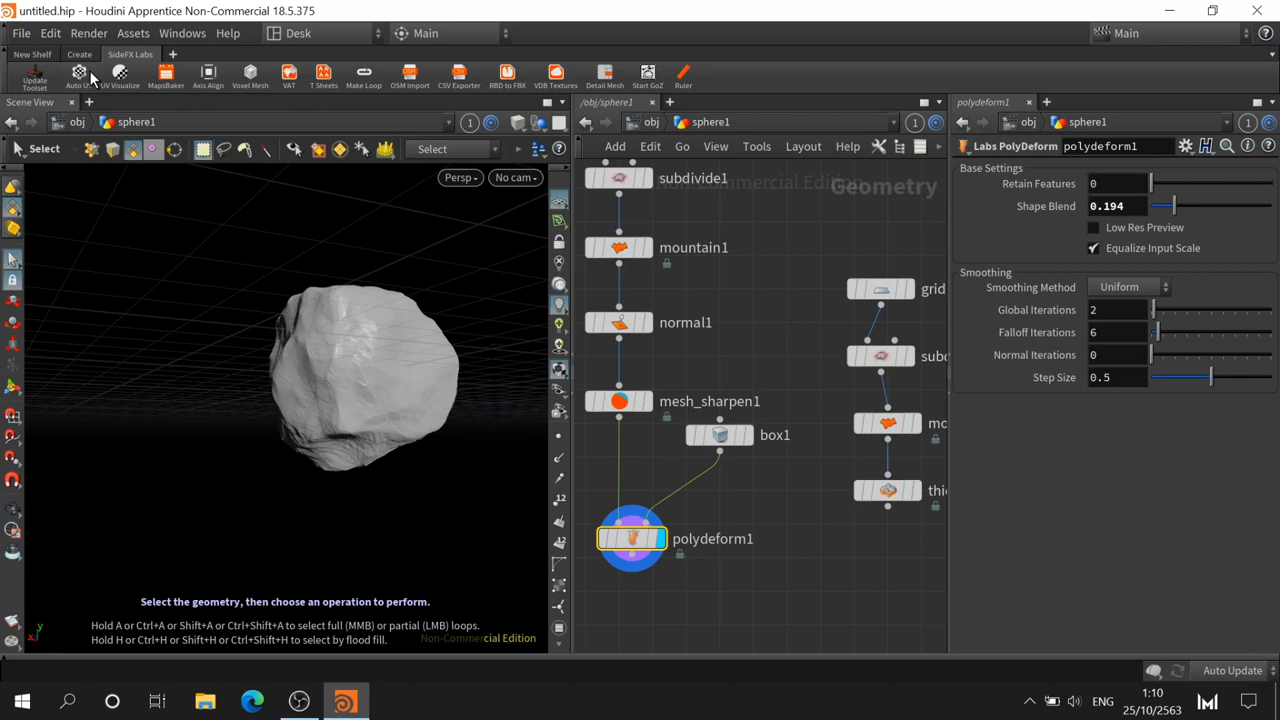 untitled.hip - Houdini Apprentice Non-Commercial 18.5.375
File Edit Render Assets Windows Help Desk Main Main
New Shelf Create SideFX Labs
Update Toolset
UV Visualize MapsBaker Axis Align Voxel Mesh VAT T Sheets Make Loop OSM Import CSV Exporter RBD to FBX VDB Textures Detail Mesh Start GoZ Ruler
Scene View /obj/sphere1 polydeform1
obj sphere1 1 obj sphere1 1 obj sphere1 1
Select Select
Add Edit Go View Tools Layout Help
Labs PolyDeform polydeform1
Persp No cam
Non-Commercial Edition
Geometry
subdivide1
mountain1
normal1
mesh_sharpen1
box1
polydeform1
grid
Base Settings
Retain Features 0
Shape Blend 0.194
Low Res Preview
Equalize Input Scale
Smoothing
Smoothing Method Uniform
Global Iterations 2
Falloff Iterations 6
Normal Iterations 0
Step Size 0.5
Select the geometry, then choose an operation to perform.
Hold A or Ctrl+A or Shift+A or Ctrl+Shift+A to select full (MMB) or partial (LMB) loops.
Hold H or Ctrl+H or Shift+H or Ctrl+Shift+H to select by flood fill.
Non-Commercial Edition
Auto Update
ENG
1:10
25/10/2563